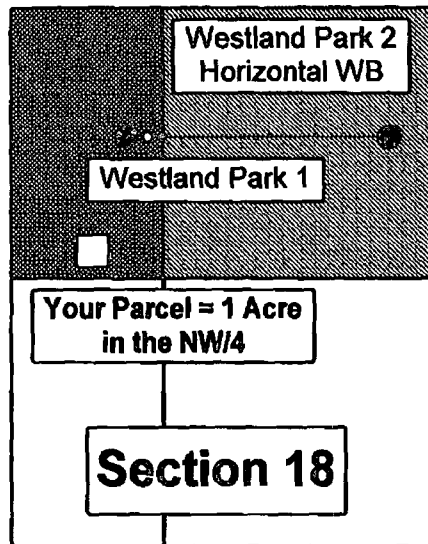 Westland Park 2
Horizontal WB
Westland Park 1
Your Parcel = 1 Acre
in the NW/4
Section 18